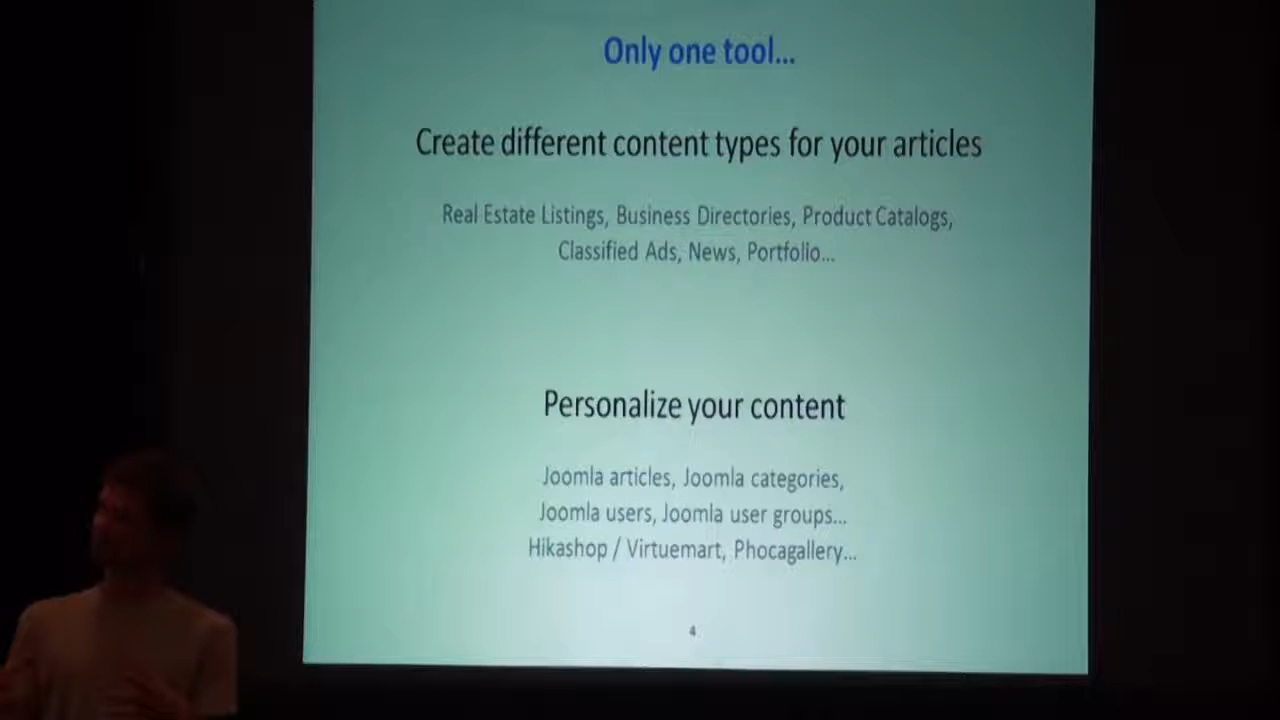 Only one tool...
Create different content types for your articles
Real Estate Listings, Business Directories, Product Catalogs,
Classified Ads, News, Portfolio...
Personalize your content
Joomla articles, Joomla categories,
Joomla users, Joomla user groups...
Hikashop / Virtuemart, Phocagallery...
4